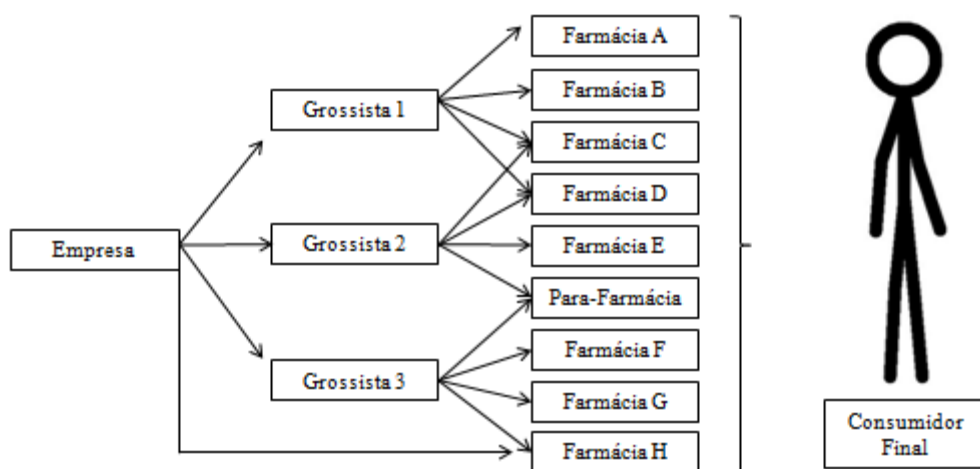 Farmácia A
Farmácia B
Grossista 1
Farmácia C
Farmácia D
Empresa
Grossista 2
Farmácia E
Para-Farmácia
Farmácia F
Grossista 3
Farmácia G
Farmácia H
Consumidor
Final